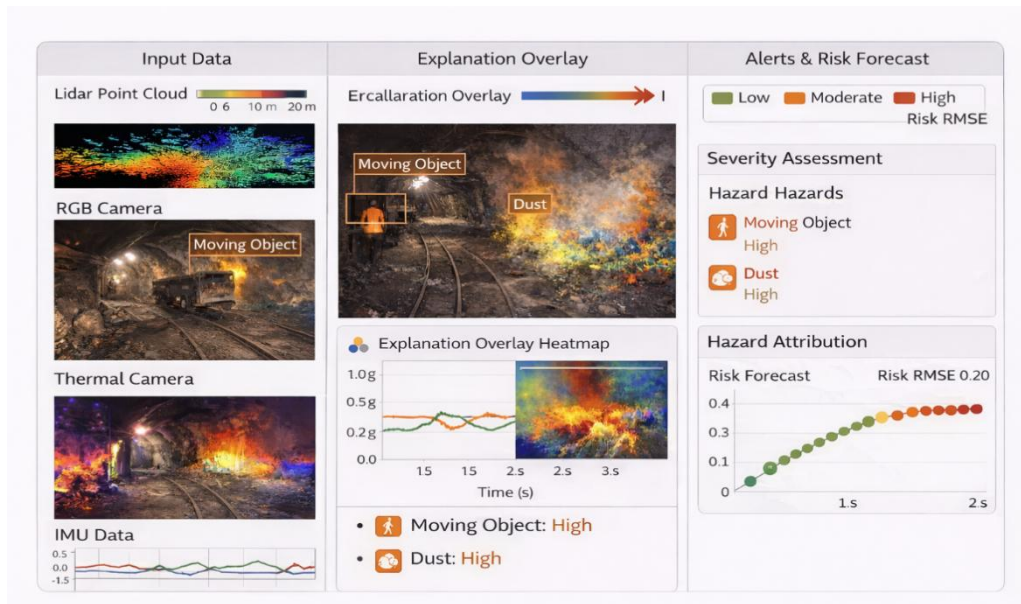 Input Data
Lidar Point Cloud
0 6 10 m 20 m
RGB Camera
Moving Object
Thermal Camera
IMU Data
0.5
0.0
-1.5
Explanation Overlay
Ercallaration Overlay
Moving Object
Dust
Explanation Overlay Heatmap
1.0g
0.5g
0.2g
0.0
1s 1s 2.s 2.s 3.s
Time (s)
• Moving Object: High
• Dust: High
Alerts & Risk Forecast
Low Moderate High
Risk RMSE
Severity Assessment
Hazard Hazards
Moving Object
High
Dust
High
Hazard Attribution
Risk Forecast Risk RMSE 0.20
0.4
0.3
0.1
0
1.s 2.s